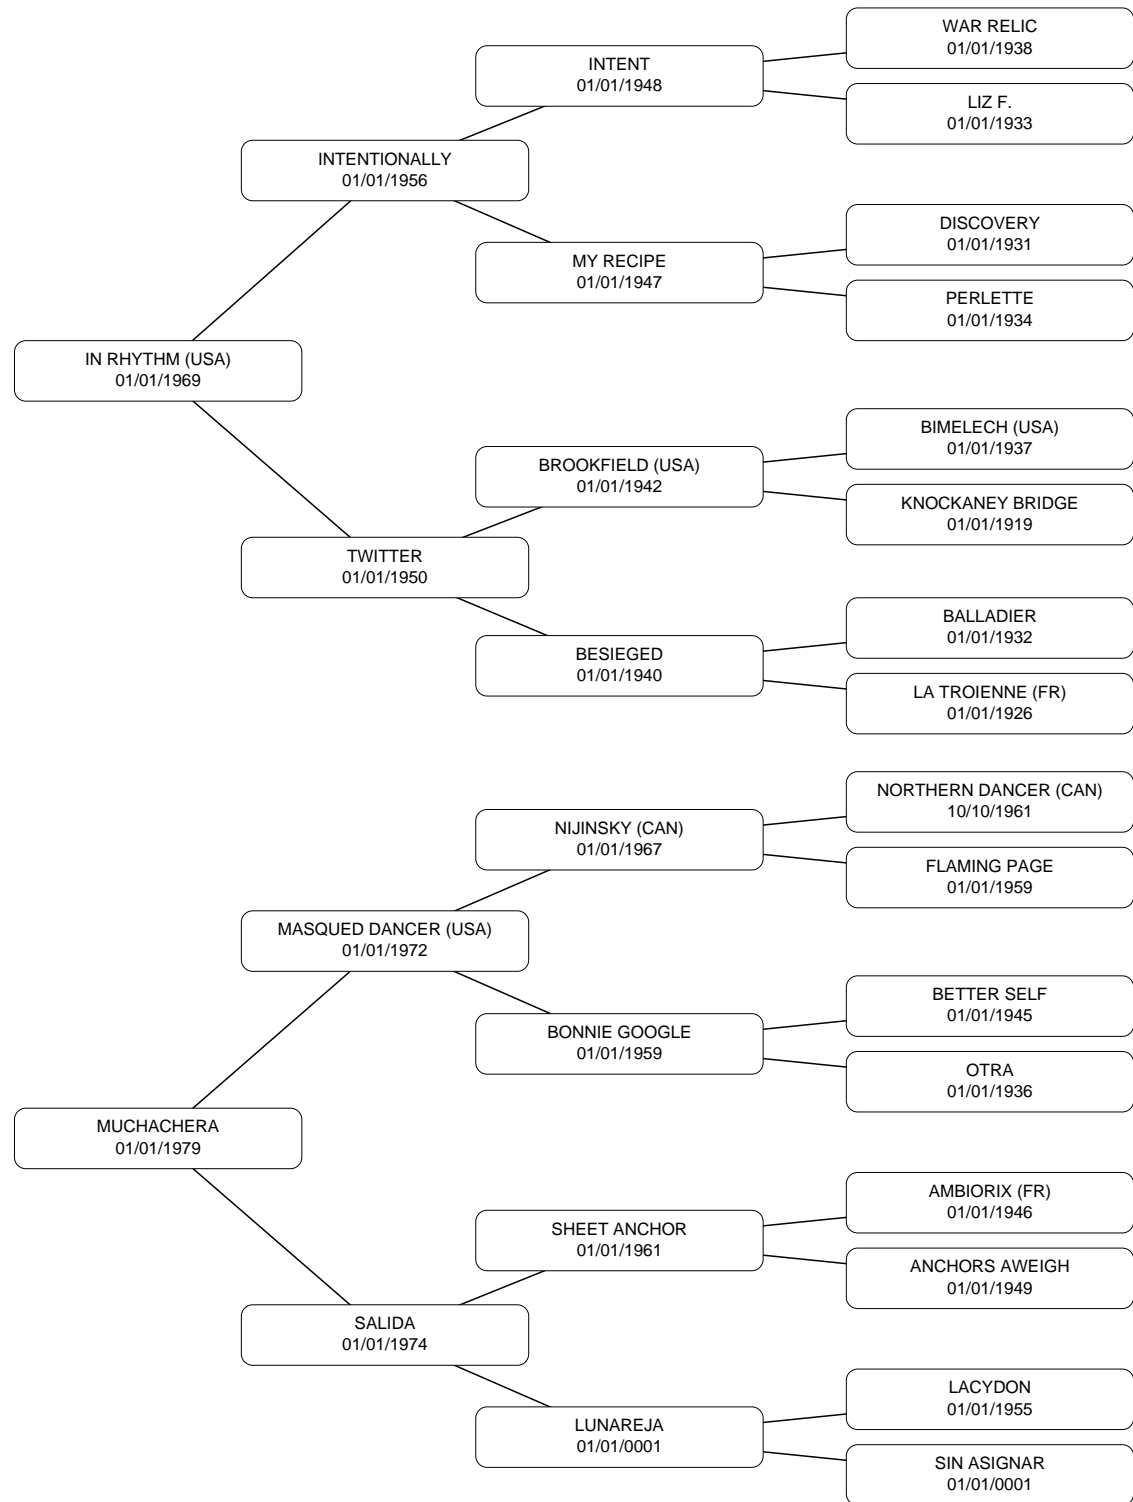 WAR RELIC
01/01/1938
INTENT
01/01/1948
LIZ F.
01/01/1933
INTENTIONALLY
01/01/1956
DISCOVERY
01/01/1931
MY RECIPE
01/01/1947
PERLETTE
01/01/1934
IN RHYTHM (USA)
01/01/1969
BIMELECH (USA)
01/01/1937
BROOKFIELD (USA)
01/01/1942
KNOCKANEY BRIDGE
01/01/1919
TWITTER
01/01/1950
BALLADIER
01/01/1932
BESIEGED
01/01/1940
LA TROIENNE (FR)
01/01/1926
NORTHERN DANCER (CAN)
10/10/1961
NIJINSKY (CAN)
01/01/1967
FLAMING PAGE
01/01/1959
MASQUED DANCER (USA)
01/01/1972
BETTER SELF
01/01/1945
BONNIE GOOGLE
01/01/1959
OTRA
01/01/1936
MUCHACHERA
01/01/1979
AMBIORIX (FR)
01/01/1946
SHEET ANCHOR
01/01/1961
ANCHORS AWEIGH
01/01/1949
SALIDA
01/01/1974
LACYDON
01/01/1955
LUNAREJA
01/01/0001
SIN ASIGNAR
01/01/0001